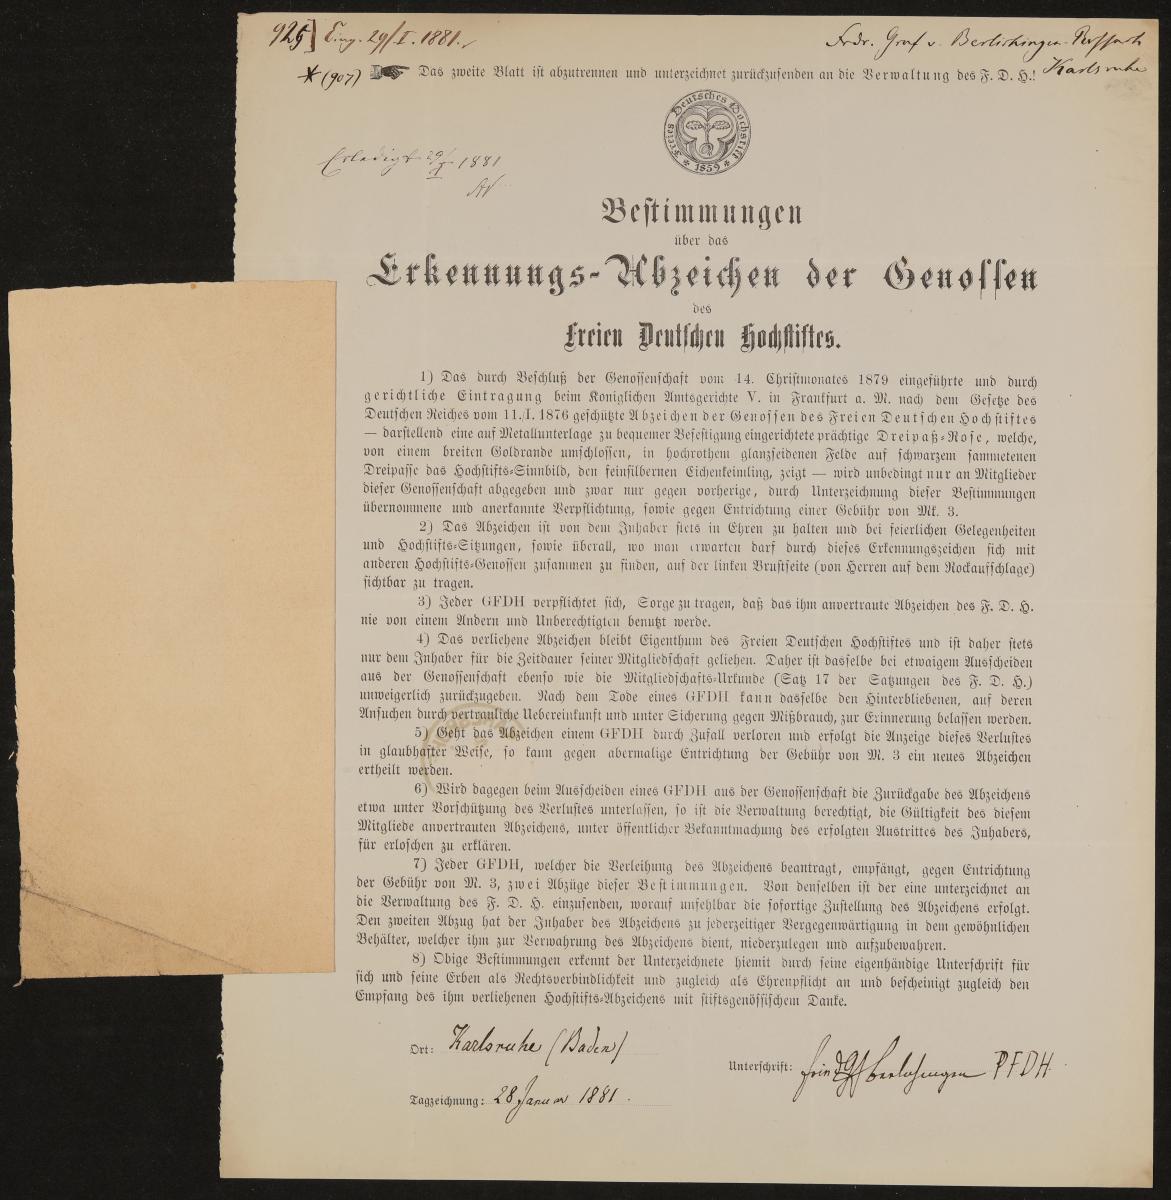 925] Eing. 29/I. 1881.
Frdr. Graf v. Berlichingen-Rossach
Karlsruhe
* (907) Das zweite Blatt iſt abzutrennen und unterzeichnet zurückzuſenden an die Verwaltung des F. D. H.!
Freies Deutsches Hochstift * 1859 *
Erledigt 29/I 1881
Beſtimmungen
über das
Erkennungs-Abzeichen der Genoſſen
des
Freien Deutſchen Hochſtiftes.
1) Das durch Beſchluß der Genoſſenſchaft vom 14. Chriſtmonates 1879 eingeführte und durch
gerichtliche Eintragung beim Königlichen Amtsgerichte V. in Frankfurt a. M. nach dem Geſetze des
Deutſchen Reiches vom 11./I. 1876 geſchützte Abzeichen der Genoſſen des Freien Deutſchen Hochſtiftes
— darſtellend eine auf Metallunterlage zu bequemer Befeſtigung eingerichtete prächtige Dreipaß-Roſe, welche,
von einem breiten Goldrande umſchloſſen, in hochrothem glanzſeidenen Felde auf ſchwarzem ſammetenen
Dreipaſſe das Hochſtifts-Sinnbild, den feinſilbernen Eichenkeimling, zeigt — wird unbedingt nur an Mitglieder
dieſer Genoſſenſchaft abgegeben und zwar nur gegen vorherige, durch Unterzeichnung dieſer Beſtimmungen
übernommene und anerkannte Verpflichtung, ſowie gegen Entrichtung einer Gebühr von Mk. 3.
2) Das Abzeichen iſt von dem Inhaber ſtets in Ehren zu halten und bei feierlichen Gelegenheiten
und Hochſtifts-Sitzungen, ſowie überall, wo man erwarten darf durch dieſes Erkennungszeichen ſich mit
anderen Hochſtifts-Genoſſen zuſammen zu finden, auf der linken Bruſtſeite (von Herren auf dem Rockaufſchlage)
ſichtbar zu tragen.
3) Jeder GFDH verpflichtet ſich, Sorge zu tragen, daß das ihm anvertraute Abzeichen des F. D. H.
nie von einem Andern und Unberechtigten benutzt werde.
4) Das verliehene Abzeichen bleibt Eigenthum des Freien Deutſchen Hochſtiftes und iſt daher ſtets
nur dem Inhaber für die Zeitdauer ſeiner Mitgliedſchaft geliehen. Daher iſt dasſelbe bei etwaigem Ausſcheiden
aus der Genoſſenſchaft ebenſo wie die Mitgliedſchafts-Urkunde (Satz 17 der Satzungen des F. D. H.)
unweigerlich zurückzugeben. Nach dem Tode eines GFDH kann dasſelbe den Hinterbliebenen, auf deren
Anſuchen durch vertrauliche Uebereinkunft und unter Sicherung gegen Mißbrauch, zur Erinnerung belaſſen werden.
5) Geht das Abzeichen einem GFDH durch Zufall verloren und erfolgt die Anzeige dieſes Verluſtes
in glaubhafter Weiſe, ſo kann gegen abermalige Entrichtung der Gebühr von M. 3 ein neues Abzeichen
ertheilt werden.
6) Wird dagegen beim Ausſcheiden eines GFDH aus der Genoſſenſchaft die Zurückgabe des Abzeichens
etwa unter Vorſchützung des Verluſtes unterlaſſen, ſo iſt die Verwaltung berechtigt, die Gültigkeit des dieſem
Mitgliede anvertrauten Abzeichens, unter öffentlicher Bekanntmachung des erfolgten Austrittes des Inhabers,
für erloſchen zu erklären.
7) Jeder GFDH, welcher die Verleihung des Abzeichens beantragt, empfängt, gegen Entrichtung
der Gebühr von M. 3, zwei Abzüge dieſer Beſtimmungen. Von denſelben iſt der eine unterzeichnet an
die Verwaltung des F. D. H. einzuſenden, worauf unfehlbar die ſofortige Zuſtellung des Abzeichens erfolgt.
Den zweiten Abzug hat der Inhaber des Abzeichens zu jederzeitiger Vergegenwärtigung in dem gewöhnlichen
Behälter, welcher ihm zur Verwahrung des Abzeichens dient, niederzulegen und aufzubewahren.
8) Obige Beſtimmungen erkennt der Unterzeichnete hiemit durch ſeine eigenhändige Unterſchrift für
ſich und ſeine Erben als Rechtsverbindlichkeit und zugleich als Ehrenpflicht an und beſcheinigt zugleich den
Empfang des ihm verliehenen Hochſtifts-Abzeichens mit ſtiftsgenöſſiſchem Danke.
Ort: Karlsruhe (Baden)
Unterſchrift: Berlichingen PFDH
Tagzeichnung: 28 Januar 1881.